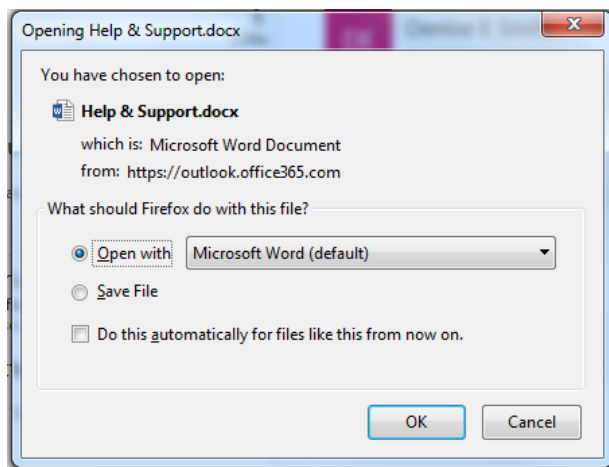 Opening Help & Support.docx
You have chosen to open:
Help & Support.docx
which is: Microsoft Word Document
from: https://outlook.office365.com
What should Firefox do with this file?
Open with
Microsoft Word (default)
Save File
Do this automatically for files like this from now on.
OK
Cancel